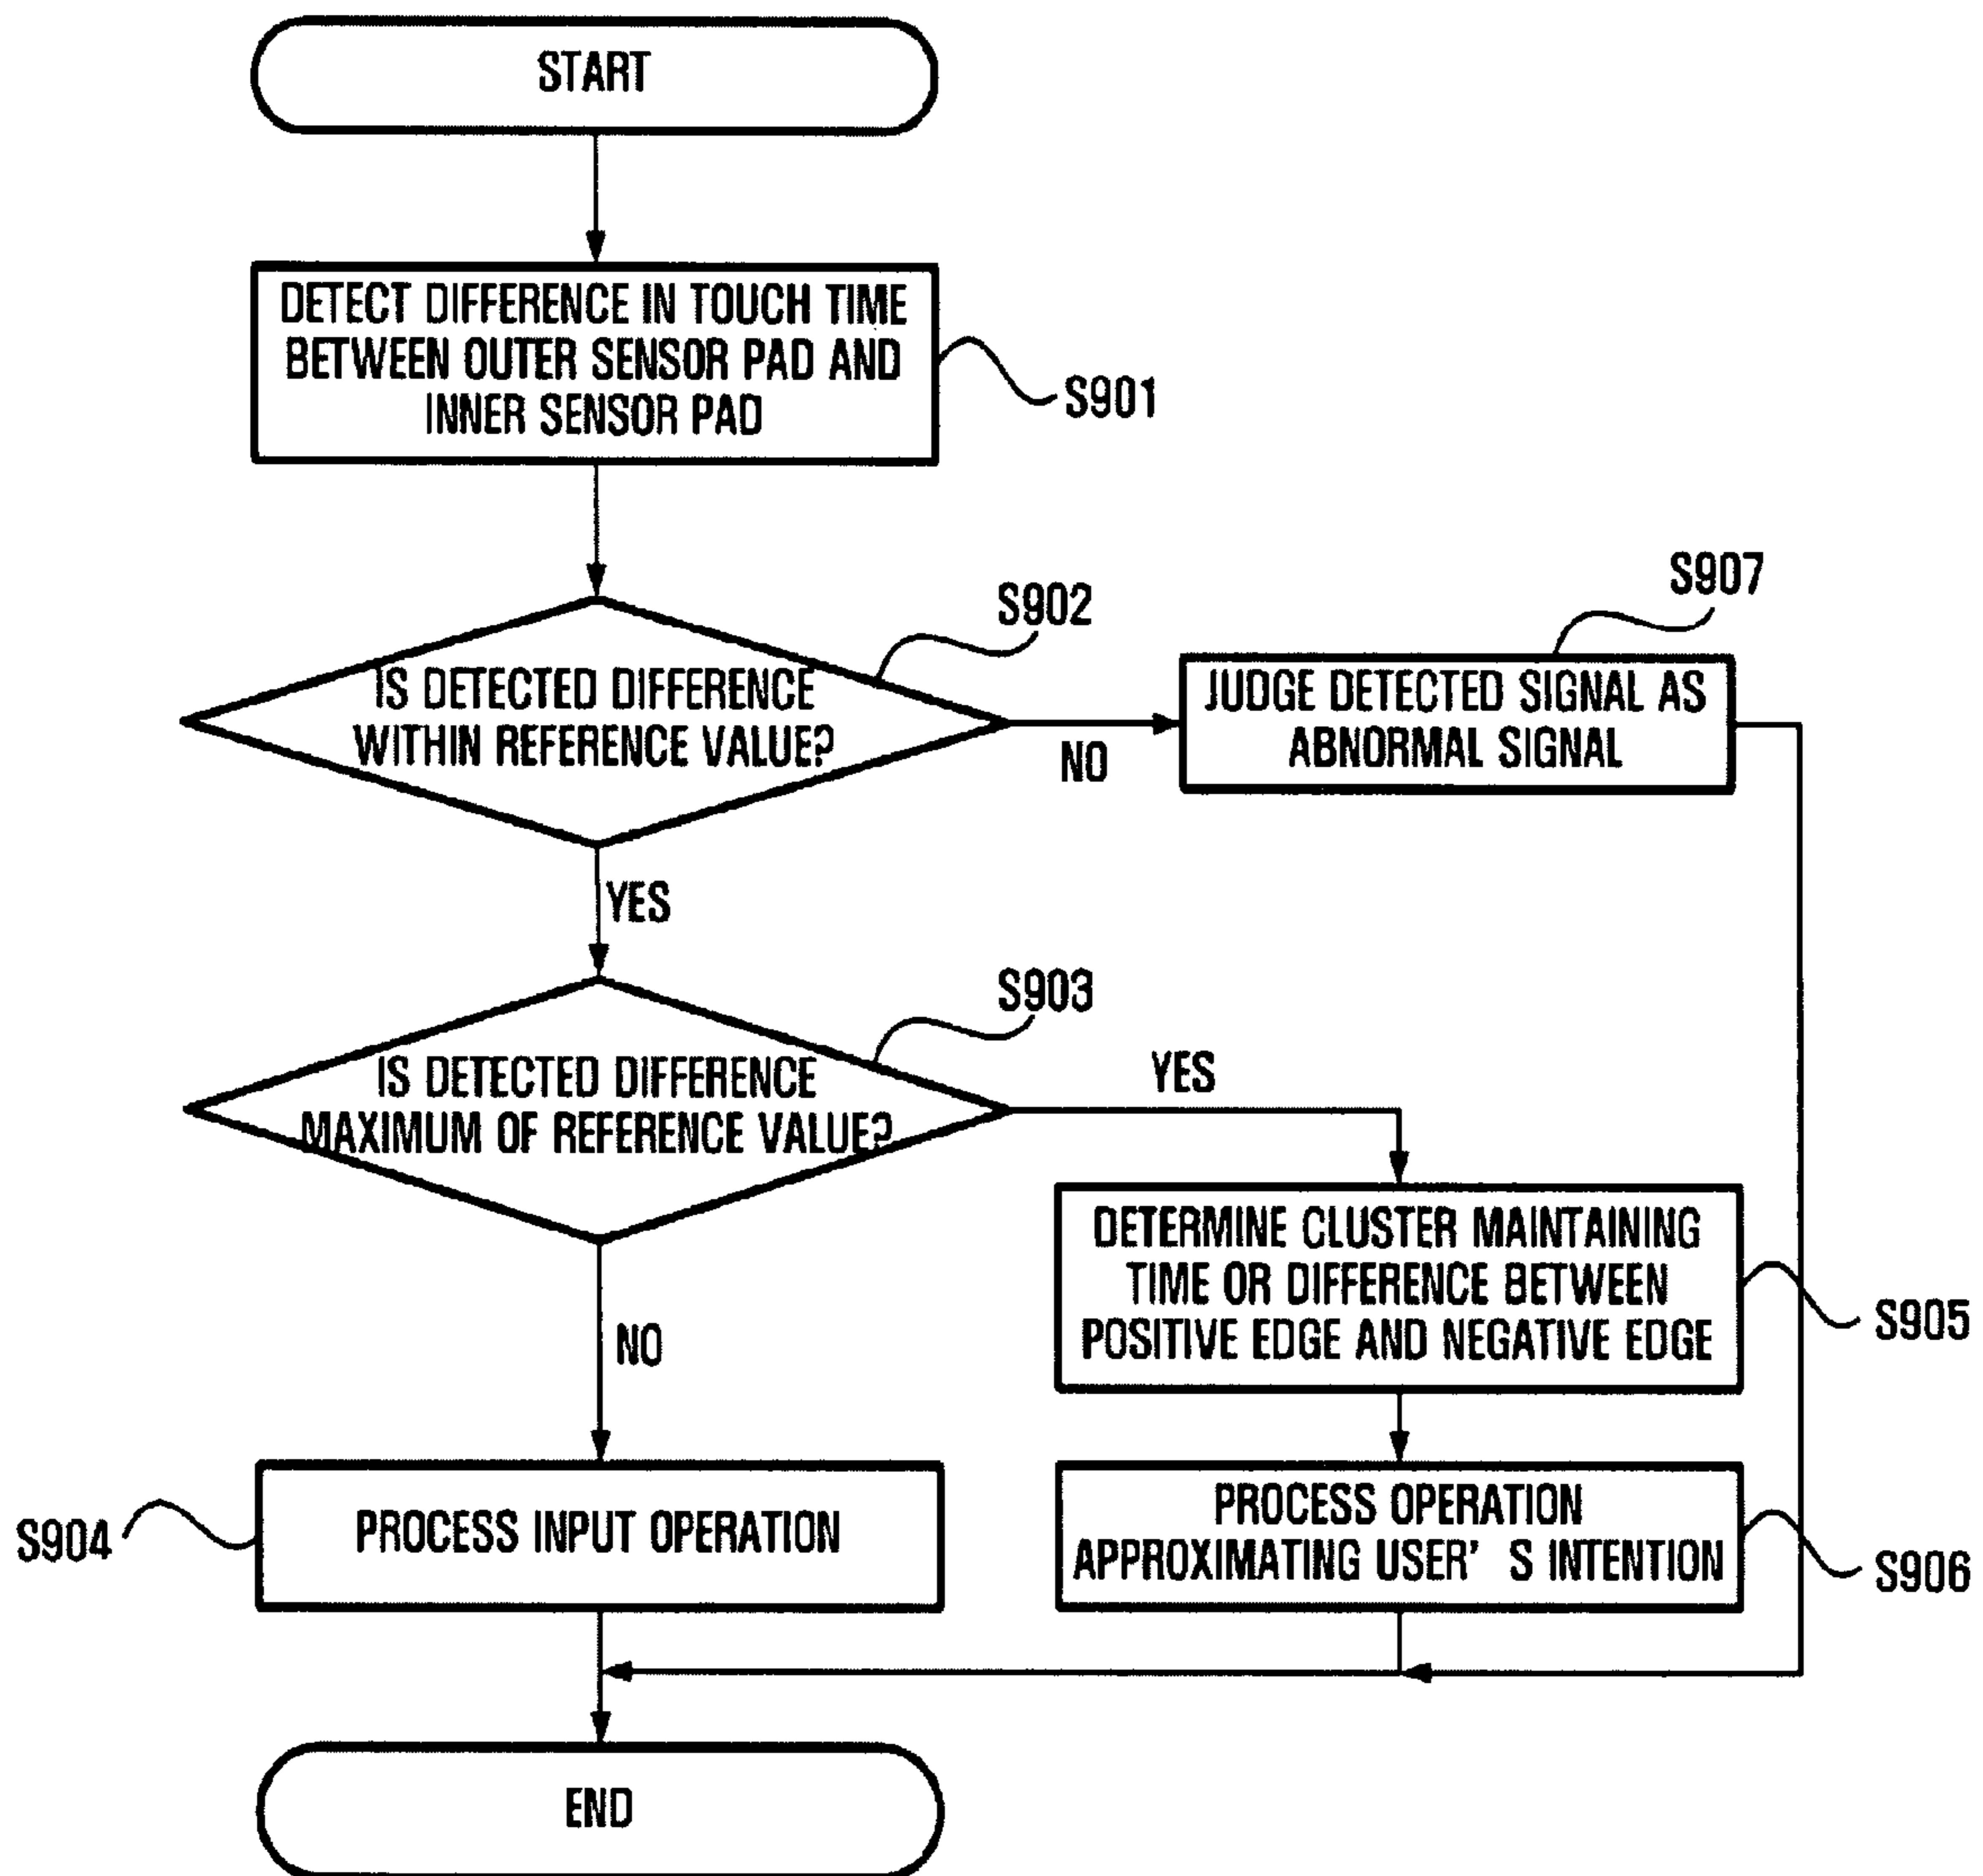 START
DETECT DIFFERENCE IN TOUCH TIME
BETWEEN OUTER SENSOR PAD AND
INNER SENSOR PAD
S901
S902
IS DETECTED DIFFERENCE
WITHIN REFERENCE VALUE?
NO
S907
JUDGE DETECTED SIGNAL AS
ABNORMAL SIGNAL
YES
S903
IS DETECTED DIFFERENCE
MAXIMUM OF REFERENCE VALUE?
YES
DETERMINE CLUSTER MAINTAINING
TIME OR DIFFERENCE BETWEEN
POSITIVE EDGE AND NEGATIVE EDGE
S905
NO
S904
PROCESS INPUT OPERATION
PROCESS OPERATION
APPROXIMATING USER' S INTENTION
S906
END